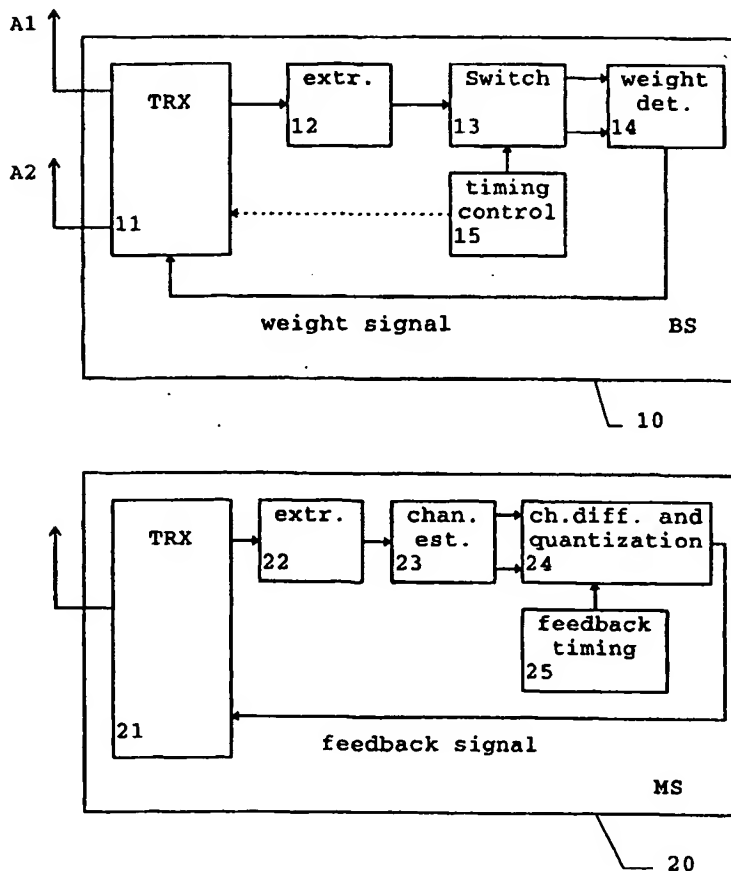 A1
TRX
extr.
12
Switch
13
weight
det.
14
A2
11
timing
control
15
weight signal
BS
10
TRX
extr.
22
chan.
est.
23
ch.diff. and
quantization
24
feedback
timing
25
21
feedback signal
MS
20